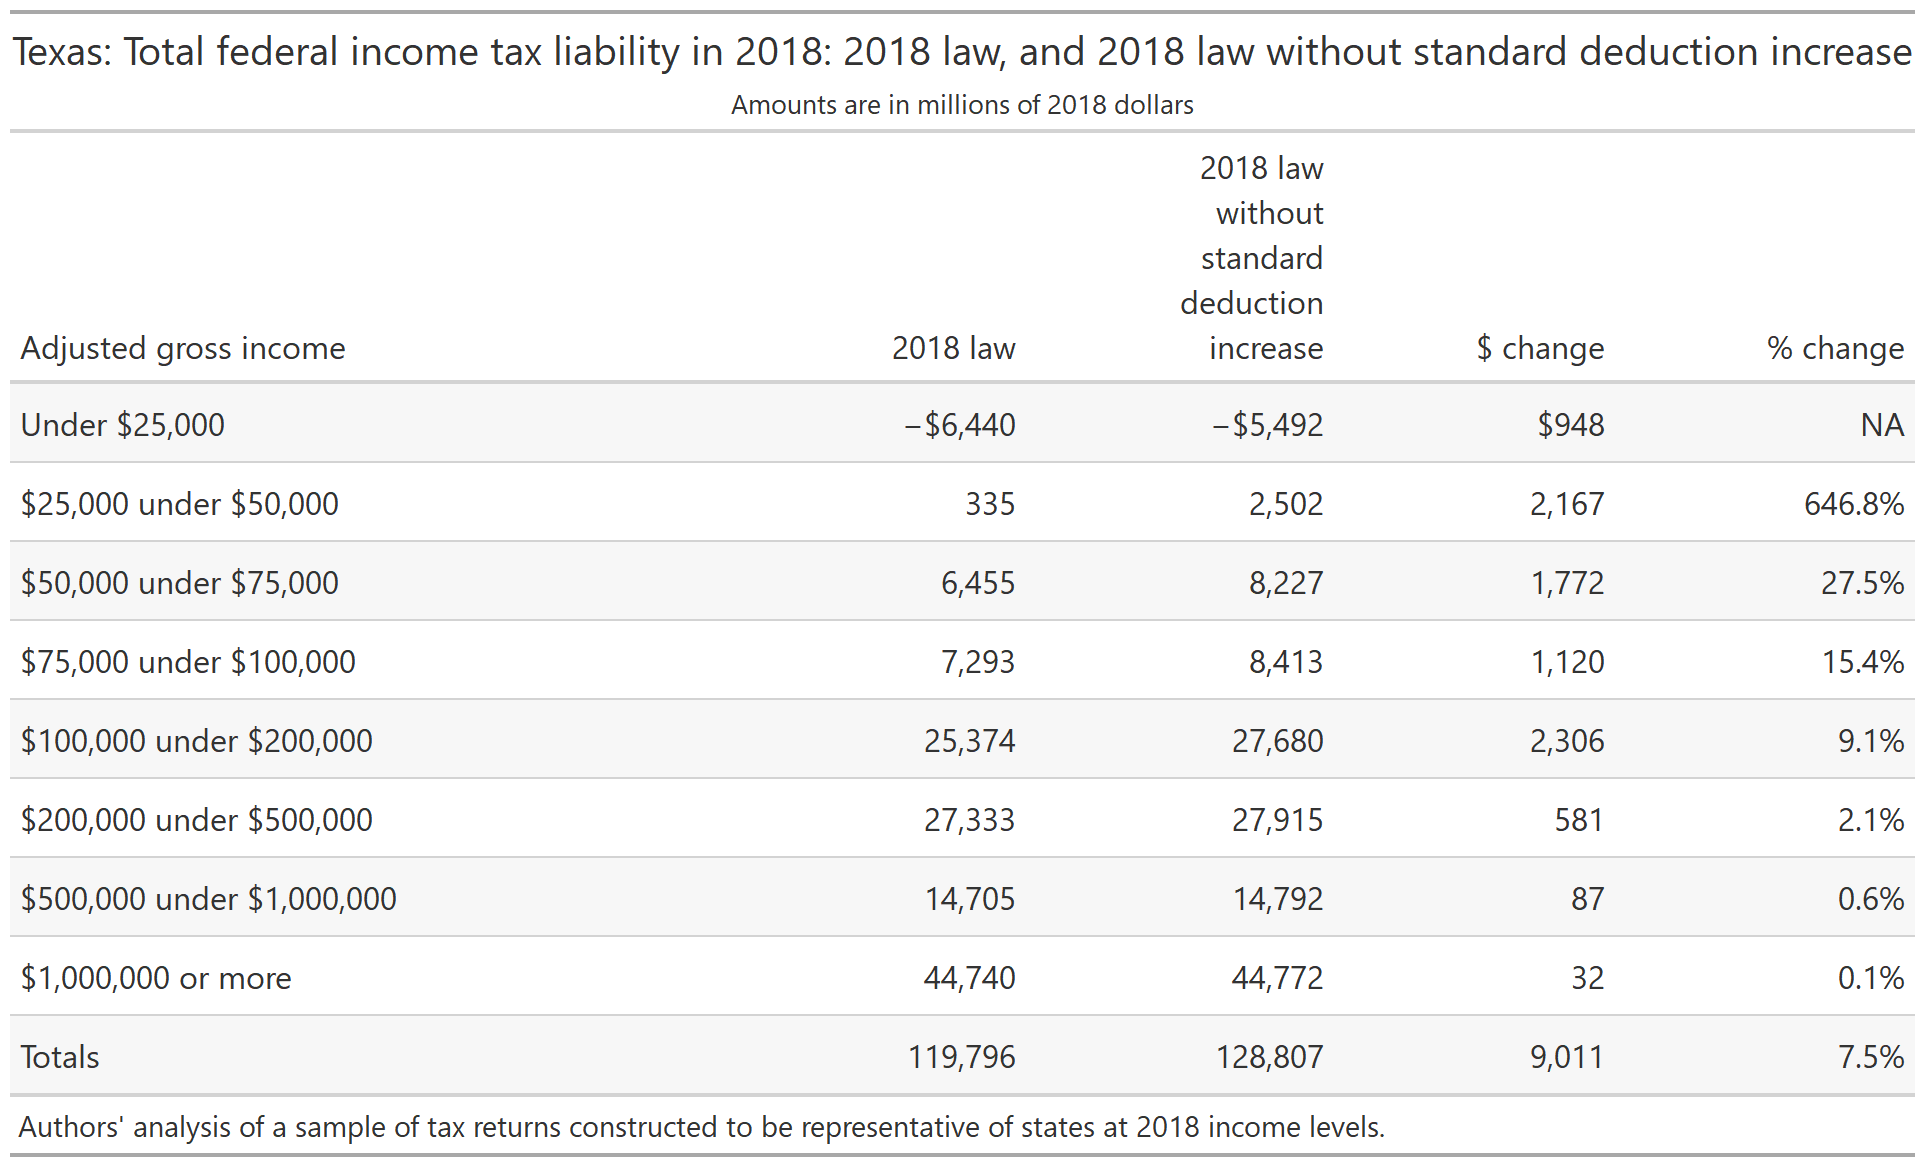 Texas: Total federal income tax liability in 2018: 2018 law, and 2018 law without standard deduction increase
Amounts are in millions of 2018 dollars
2018 law
without
standard
deduction
Adjusted gross income 2018 law increase $ change % change
Under $25,000 −$6,440 −$5,492 $948 NA
$25,000 under $50,000 335 2,502 2,167 646.8%
$50,000 under $75,000 6,455 8,227 1,772 27.5%
$75,000 under $100,000 7,293 8,413 1,120 15.4%
$100,000 under $200,000 25,374 27,680 2,306 9.1%
$200,000 under $500,000 27,333 27,915 581 2.1%
$500,000 under $1,000,000 14,705 14,792 87 0.6%
$1,000,000 or more 44,740 44,772 32 0.1%
Totals 119,796 128,807 9,011 7.5%
Authors' analysis of a sample of tax returns constructed to be representative of states at 2018 income levels.